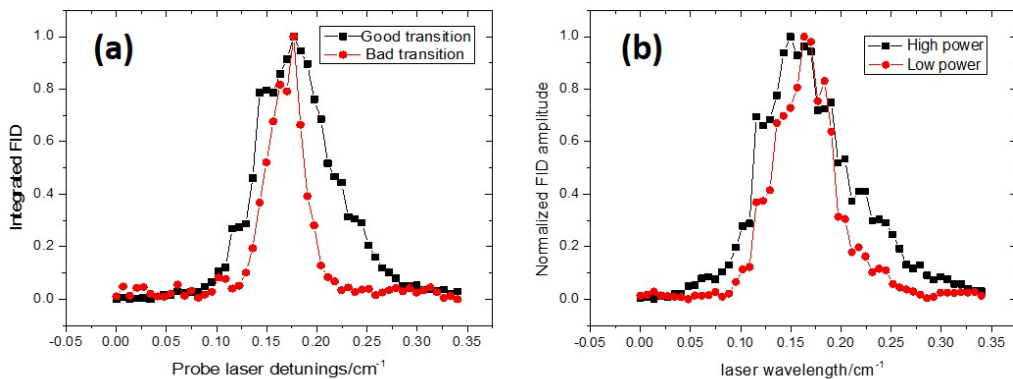 (a)
Good transition
Bad transition
Integrated FID
1.0
0.8
0.6
0.4
0.2
0.0
-0.05 0.00 0.05 0.10 0.15 0.20 0.25 0.30 0.35
Probe laser detunings/cm⁻¹
(b)
High power
Low power
Normalized FID amplitude
1.0
0.8
0.6
0.4
0.2
0.0
-0.05 0.00 0.05 0.10 0.15 0.20 0.25 0.30 0.35
laser wavelength/cm⁻¹